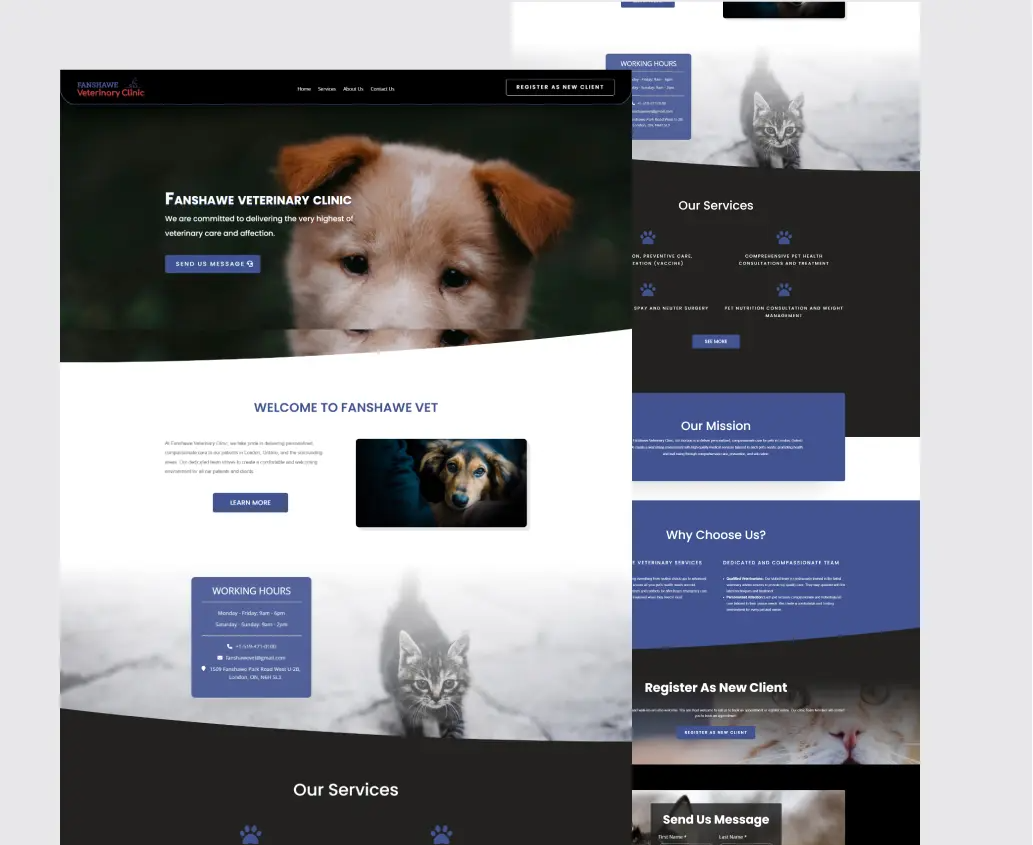 FANSHAWE
Veterinary Clinic
Home Services About Us Contact Us
REGISTER AS NEW CLIENT
FANSHAWE VETERINARY CLINIC
We are committed to delivering the very highest of
veterinary care and affection.
SEND US MESSAGE
WELCOME TO FANSHAWE VET
At Fanshawe Veterinary Clinic, we take pride in delivering personalized,
compassionate care to our patients in London, Ontario, and the surrounding
areas. Our dedicated team strives to create a comfortable and welcoming
environment for all our patients and clients.
LEARN MORE
WORKING HOURS
Monday - Friday: 9am - 6pm
Saturday - Sunday: 9am - 2pm
+1-519-471-0100
fanshawevet@gmail.com
1509 Fanshawe Park Road West U-2B,
London, ON, N6H 5L3
Our Services
WORKING HOURS
Our Services
ON, PREVENTIVE CARE,
ATION (VACCINE)
COMPREHENSIVE PET HEALTH
CONSULTATIONS AND TREATMENT
SPAY AND NEUTER SURGERY
PET NUTRITION CONSULTATION AND WEIGHT
MANAGEMENT
SEE MORE
Our Mission
Why Choose Us?
E VETERINARY SERVICES
DEDICATED AND COMPASSIONATE TEAM
Register As New Client
REGISTER AS NEW CLIENT
Send Us Message
First Name *
Last Name *